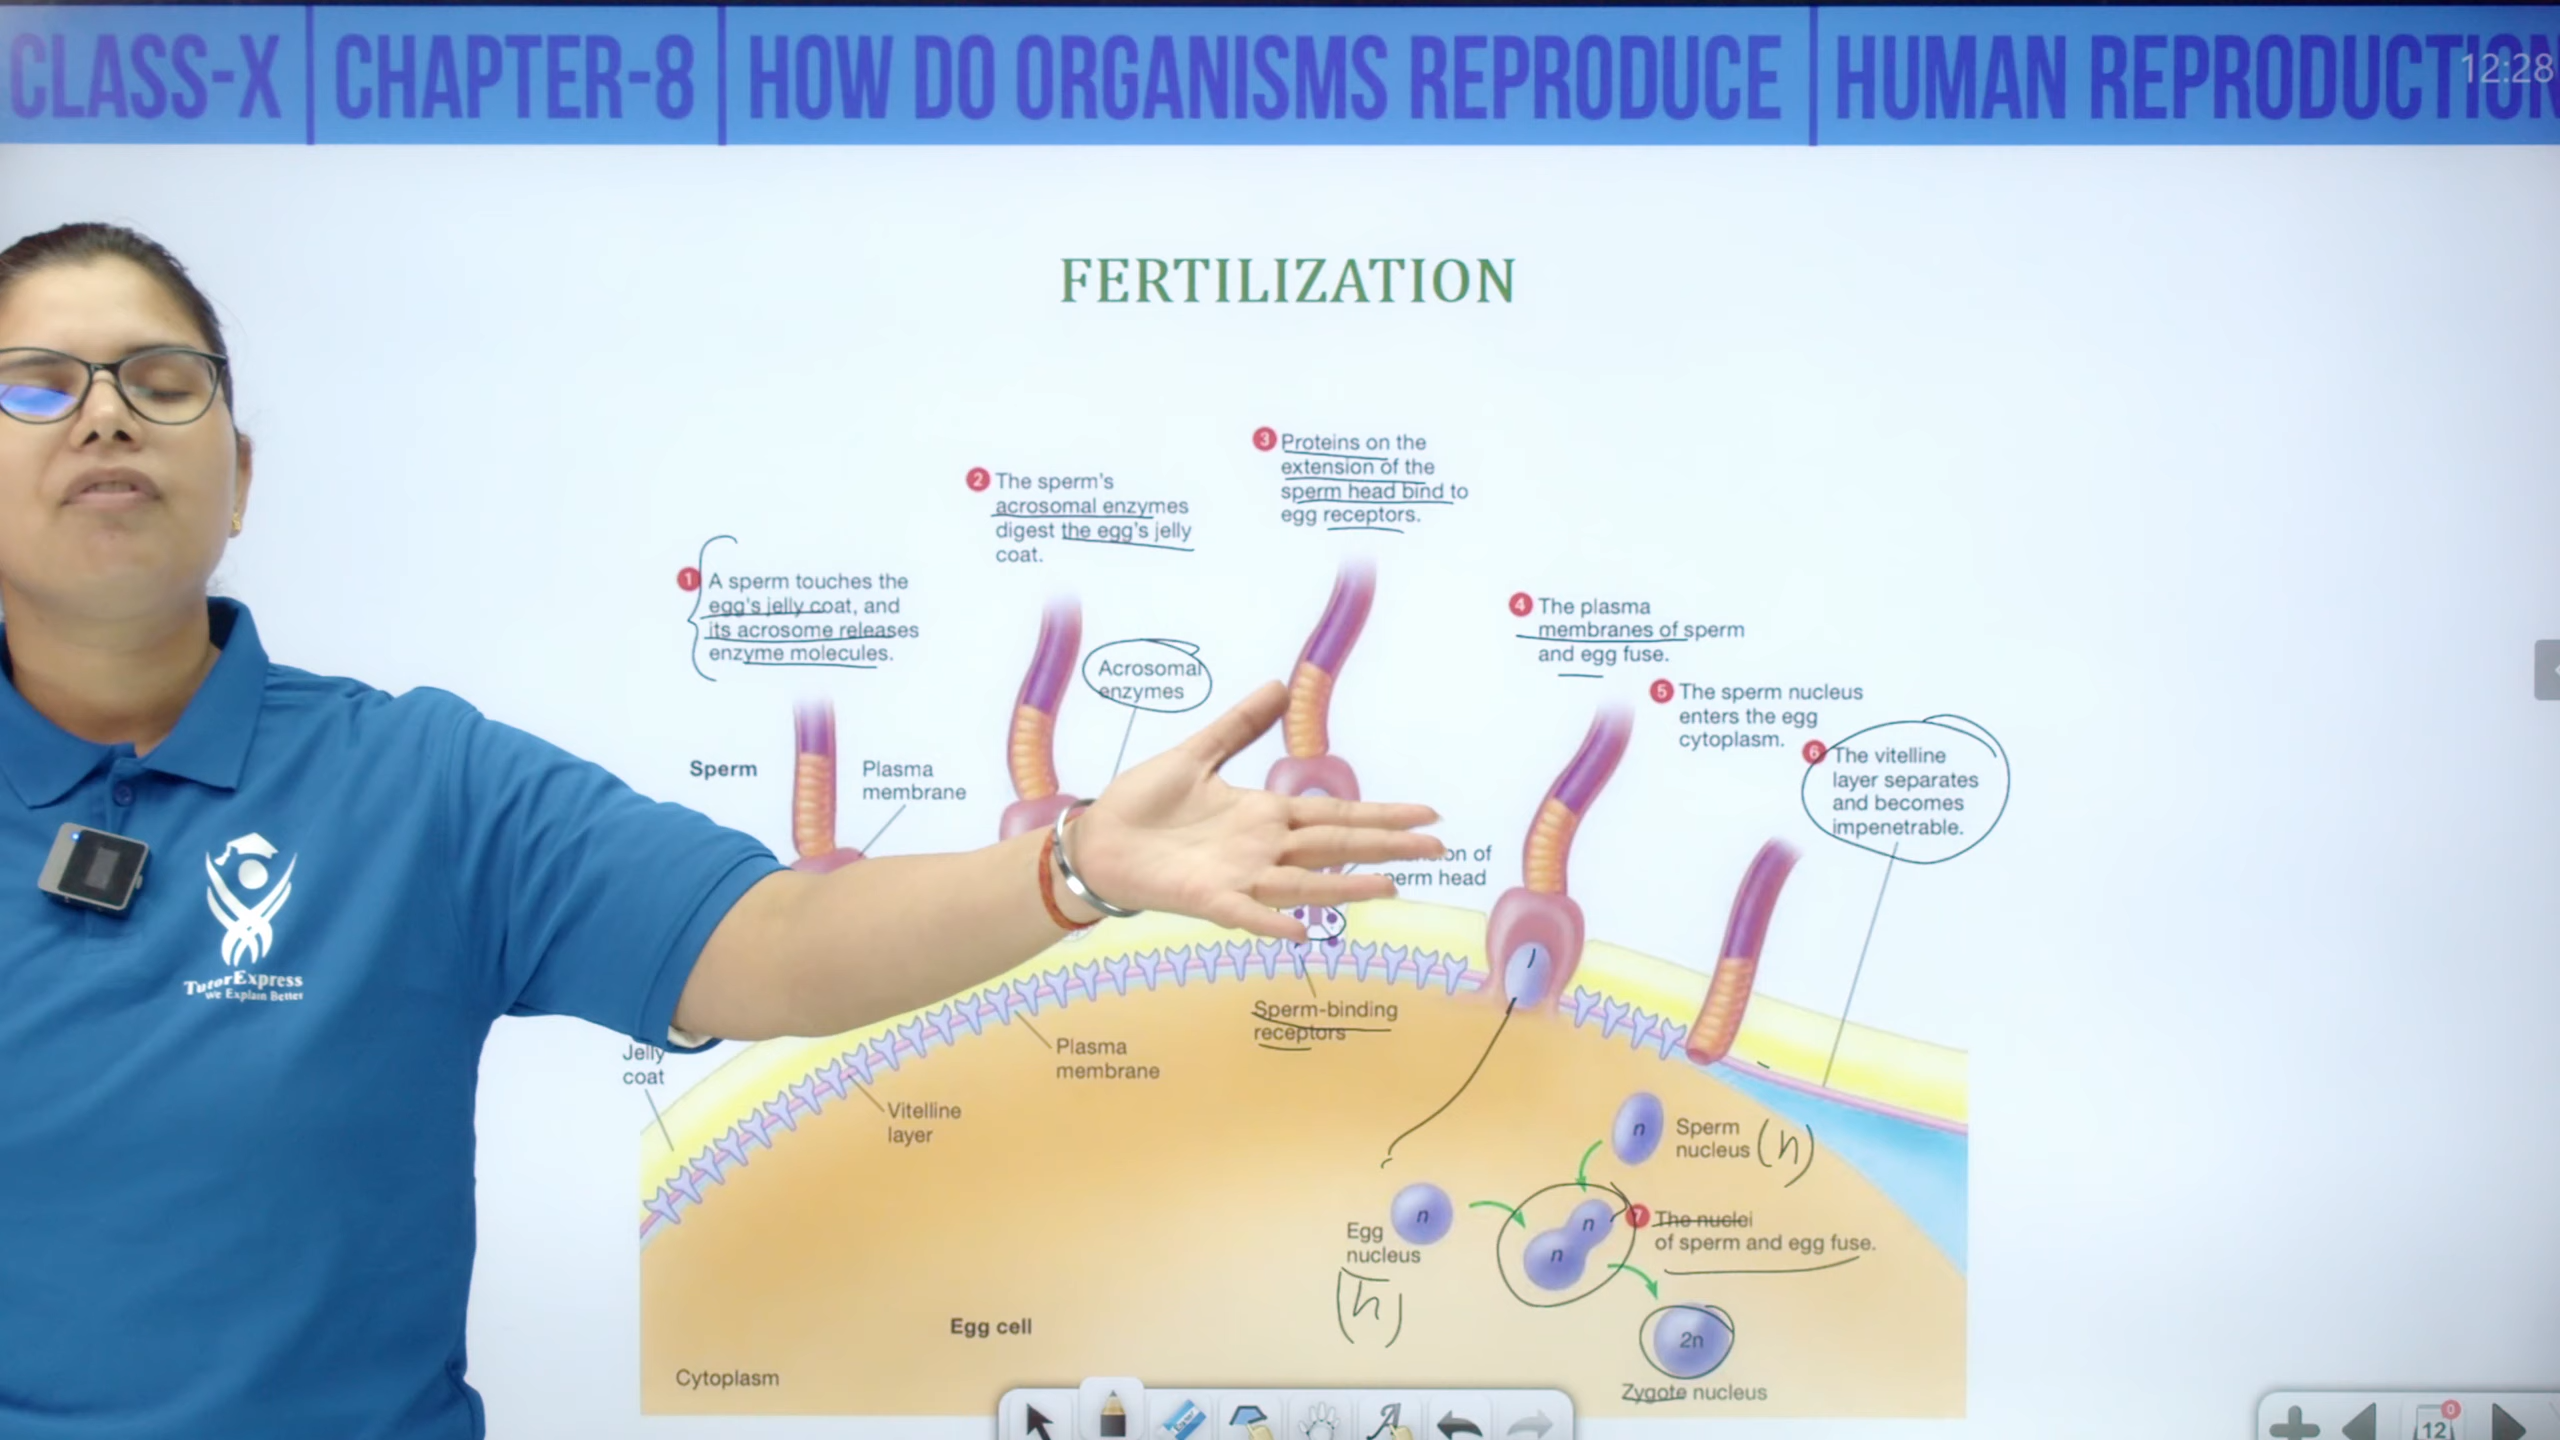 CLASS-X | CHAPTER-8 | HOW DO ORGANISMS REPRODUCE | HUMAN REPRODUCTION
12:28
FERTILIZATION
1 A sperm touches the
egg's jelly coat, and
its acrosome releases
enzyme molecules.
2 The sperm's
acrosomal enzymes
digest the egg's jelly
coat.
3 Proteins on the
extension of the
sperm head bind to
egg receptors.
4 The plasma
membranes of sperm
and egg fuse.
5 The sperm nucleus
enters the egg
cytoplasm.
6 The vitelline
layer separates
and becomes
impenetrable.
Acrosomal
enzymes
Sperm
Plasma
membrane
of
sperm head
TutorExpress
We Explain Better
Sperm-binding
receptors
Jelly
coat
Plasma
membrane
Vitelline
layer
n
Sperm
nucleus (n)
Egg
nucleus
(n)
n
n
n
7 The nuclei
of sperm and egg fuse.
2n
Zygote nucleus
Egg cell
Cytoplasm
12
0